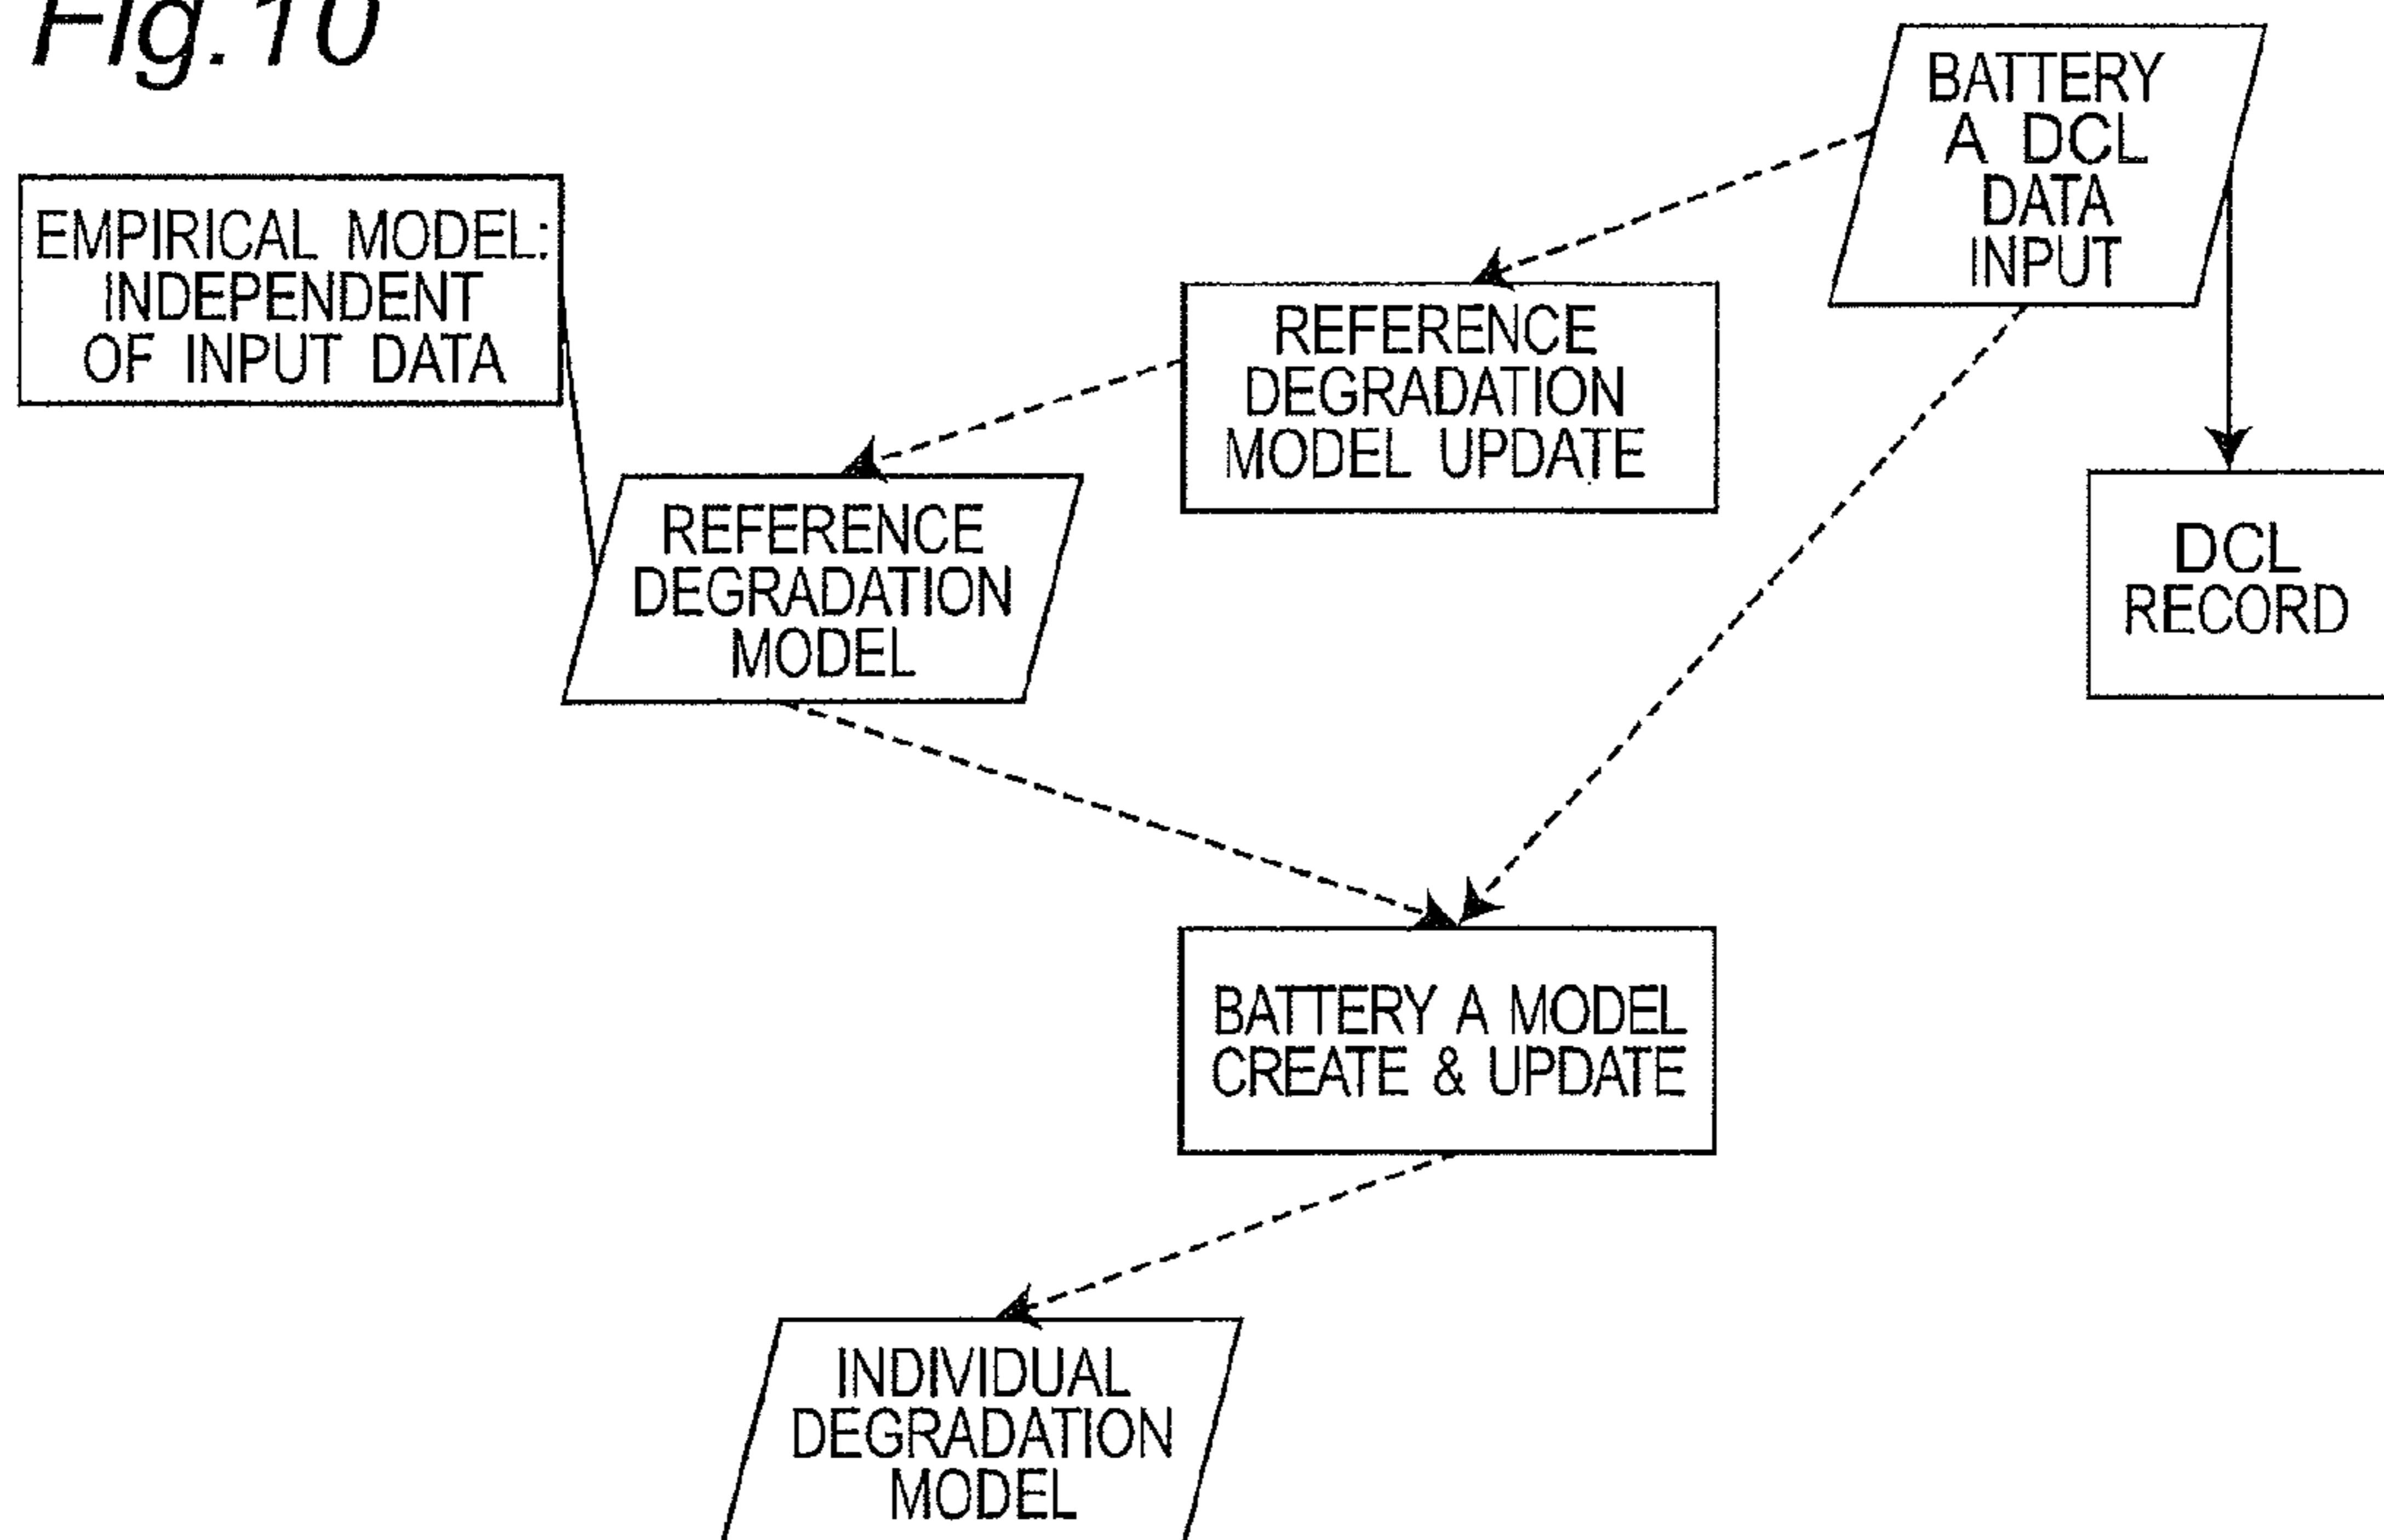 Fig.10
BATTERY
A DCL
DATA
INPUT
EMPIRICAL MODEL:
INDEPENDENT
OF INPUT DATA
REFERENCE
DEGRADATION
MODEL UPDATE
REFERENCE
DEGRADATION
MODEL
DCL
RECORD
BATTERY A MODEL
CREATE & UPDATE
INDIVIDUAL
DEGRADATION
MODEL